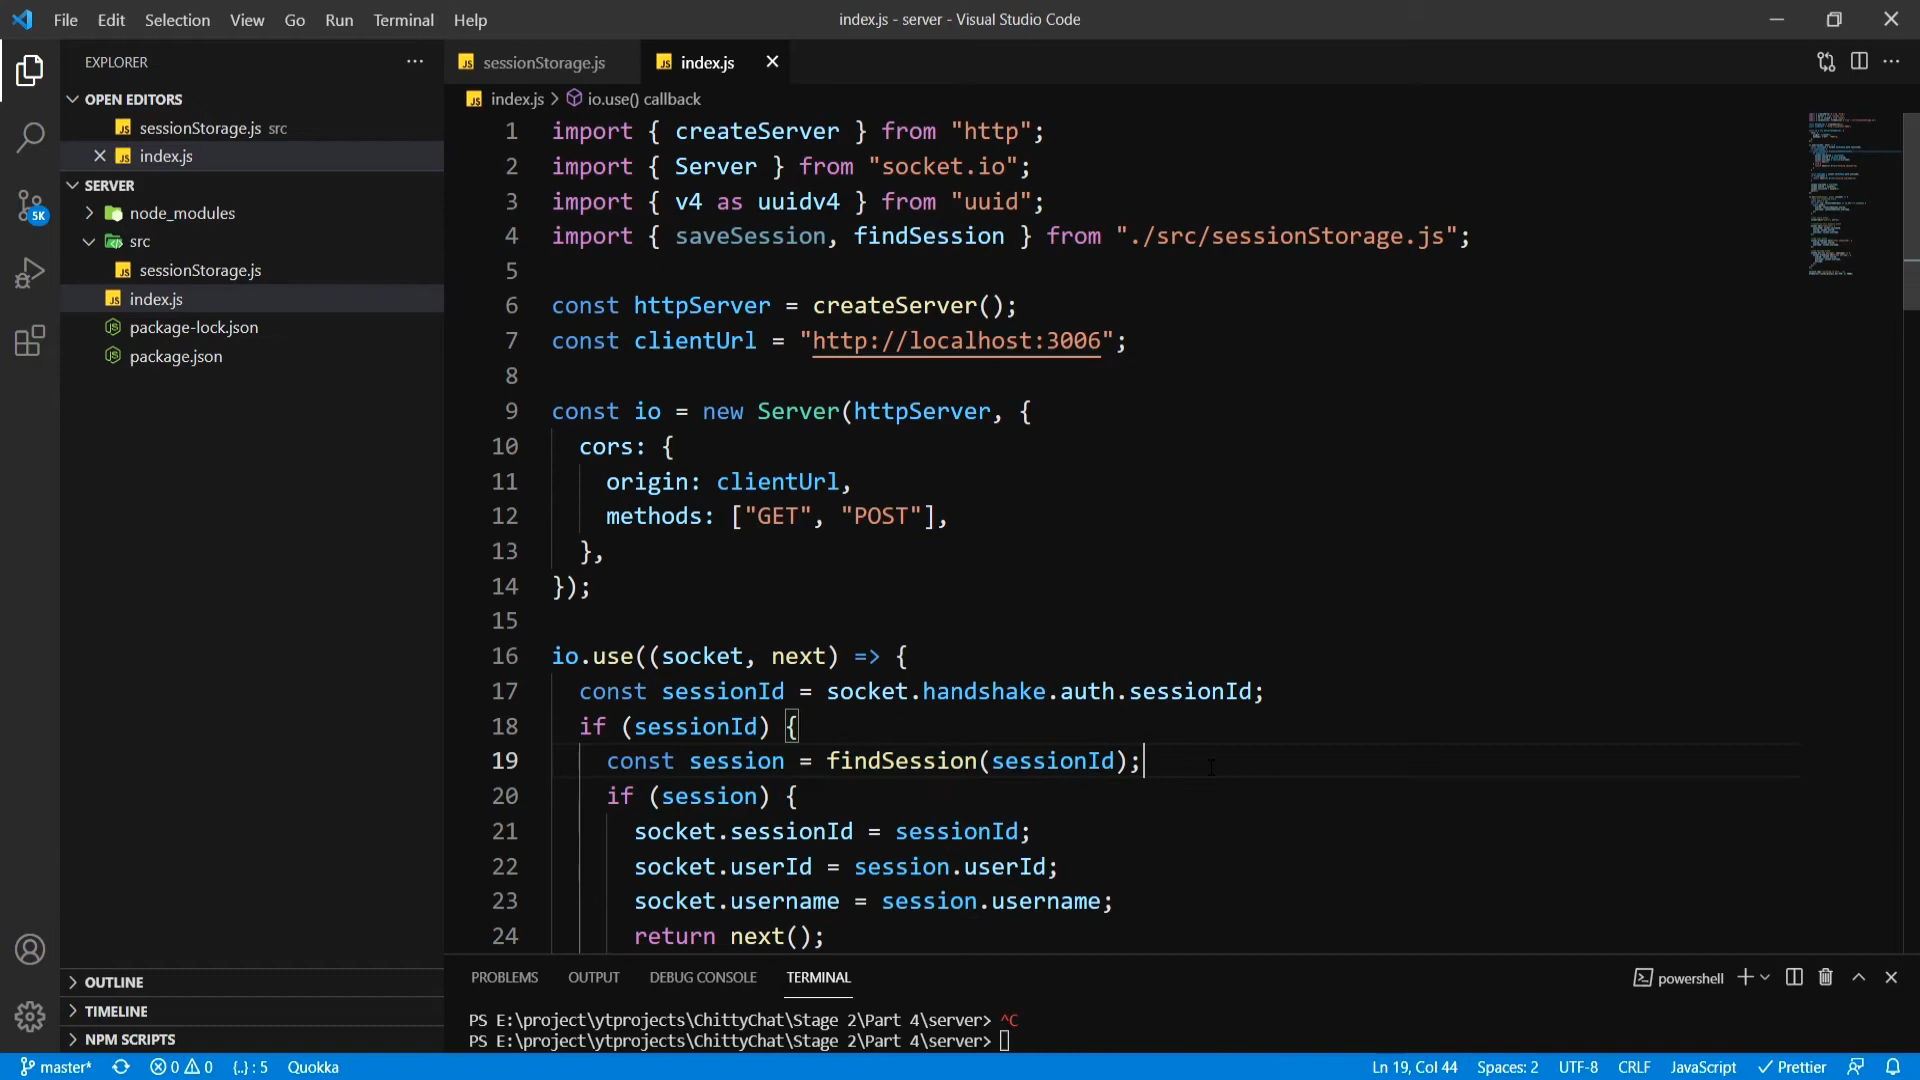 File Edit Selection View Go Run Terminal Help
index.js - server - Visual Studio Code
EXPLORER
OPEN EDITORS
sessionStorage.js src
index.js
SERVER
node_modules
src
sessionStorage.js
index.js
package-lock.json
package.json
OUTLINE
TIMELINE
NPM SCRIPTS
5K
sessionStorage.js
index.js
index.js > io.use() callback
1 import { createServer } from "http";
2 import { Server } from "socket.io";
3 import { v4 as uuidv4 } from "uuid";
4 import { saveSession, findSession } from "./src/sessionStorage.js";
5
6 const httpServer = createServer();
7 const clientUrl = "http://localhost:3006";
8
9 const io = new Server(httpServer, {
10 cors: {
11 origin: clientUrl,
12 methods: ["GET", "POST"],
13 },
14 });
15
16 io.use((socket, next) => {
17 const sessionId = socket.handshake.auth.sessionId;
18 if (sessionId) {
19 const session = findSession(sessionId);
20 if (session) {
21 socket.sessionId = sessionId;
22 socket.userId = session.userId;
23 socket.username = session.username;
24 return next();
PROBLEMS OUTPUT DEBUG CONSOLE TERMINAL
powershell
PS E:\project\ytprojects\ChittyChat\Stage 2\Part 4\server> ^C
PS E:\project\ytprojects\ChittyChat\Stage 2\Part 4\server>
master* 0 0 {..} : 5 Quokka
Ln 19, Col 44 Spaces: 2 UTF-8 CRLF JavaScript Prettier